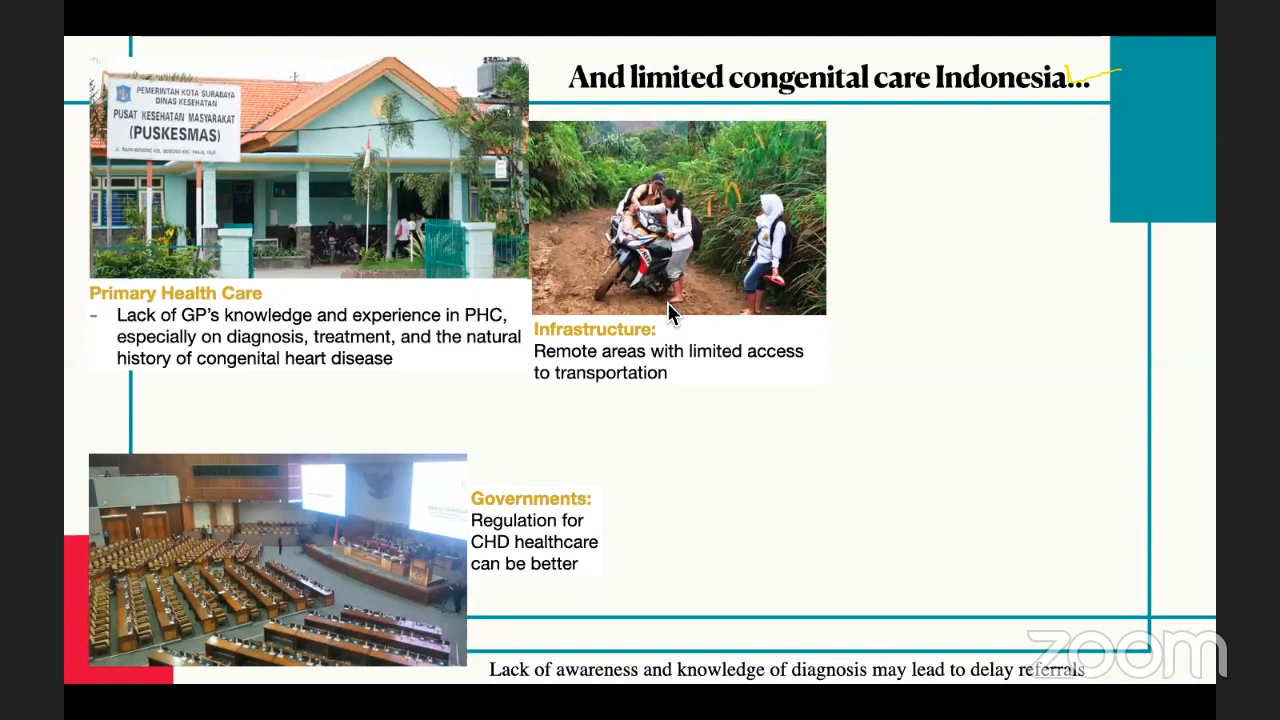 And limited congenital care Indonesia...
PEMERINTAH KOTA SURABAYA
DINAS KESEHATAN
PUSAT KESEHATAN MASYARAKAT
(PUSKESMAS)
Primary Health Care
- Lack of GP's knowledge and experience in PHC,
especially on diagnosis, treatment, and the natural
history of congenital heart disease
Infrastructure:
Remote areas with limited access
to transportation
Governments:
Regulation for
CHD healthcare
can be better
Lack of awareness and knowledge of diagnosis may lead to delay referrals
zoom